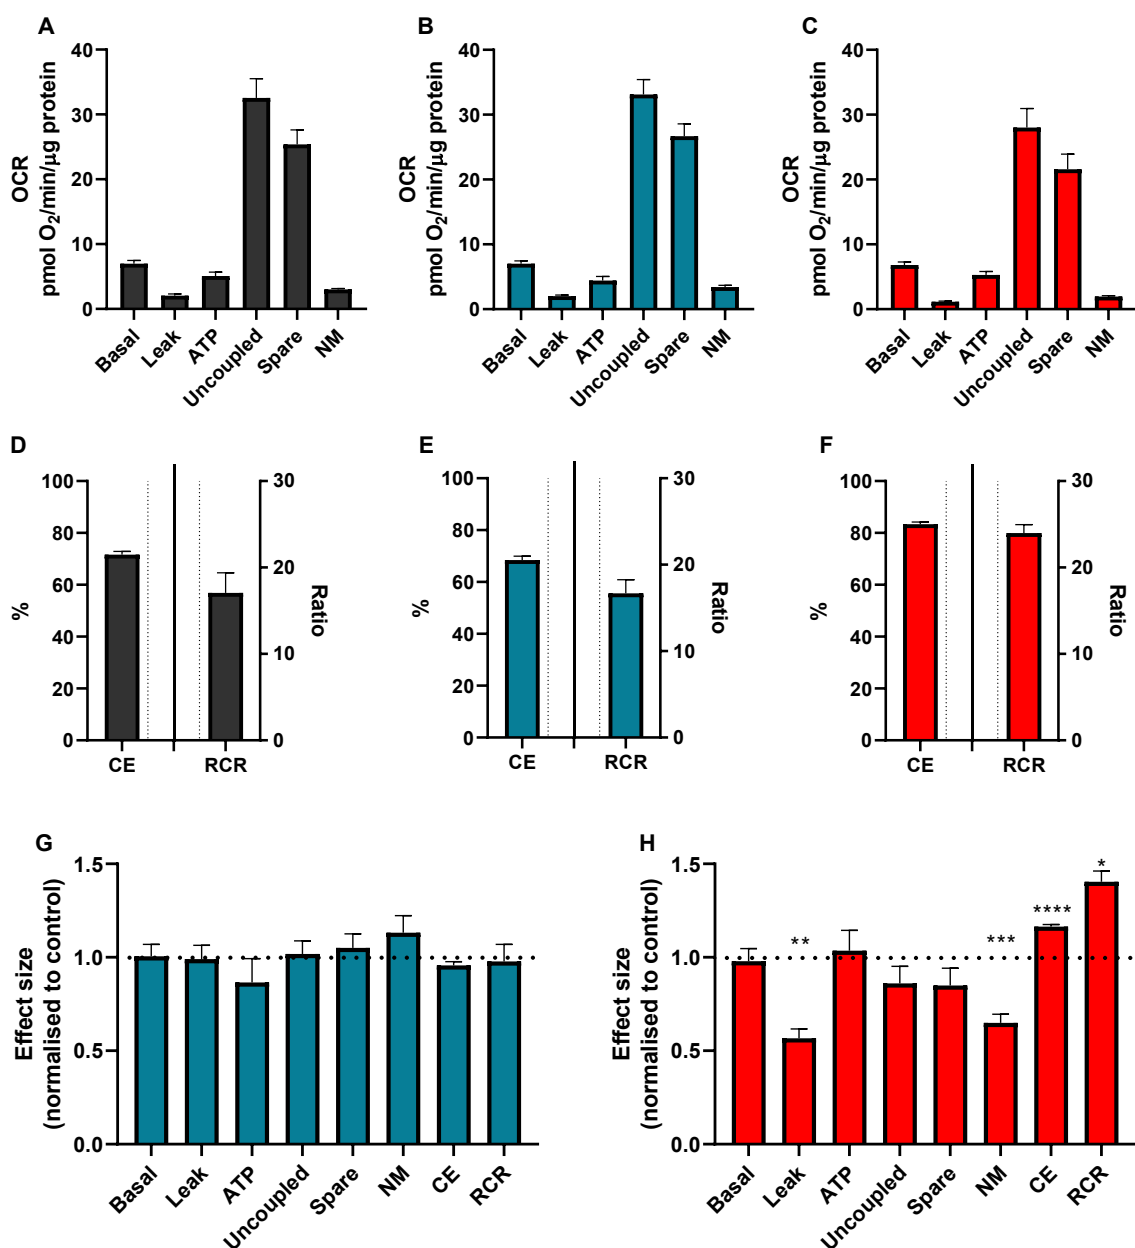 A
OCR
pmol O2/min/μg protein
40
30
20
10
0
Basal
Leak
ATP
Uncoupled
Spare
NM
B
OCR
pmol O2/min/μg protein
40
30
20
10
0
Basal
Leak
ATP
Uncoupled
Spare
NM
C
OCR
pmol O2/min/μg protein
40
30
20
10
0
Basal
Leak
ATP
Uncoupled
Spare
NM
D
%
100
80
60
40
20
0
CE
RCR
30
20
10
0
Ratio
E
%
100
80
60
40
20
0
CE
RCR
30
20
10
0
Ratio
F
%
100
80
60
40
20
0
CE
RCR
30
20
10
0
Ratio
G
Effect size
(normalised to control)
1.5
1.0
0.5
0.0
Basal
Leak
ATP
Uncoupled
Spare
NM
CE
RCR
H
Effect size
(normalised to control)
1.5
1.0
0.5
0.0
**
***
****
*
Basal
Leak
ATP
Uncoupled
Spare
NM
CE
RCR